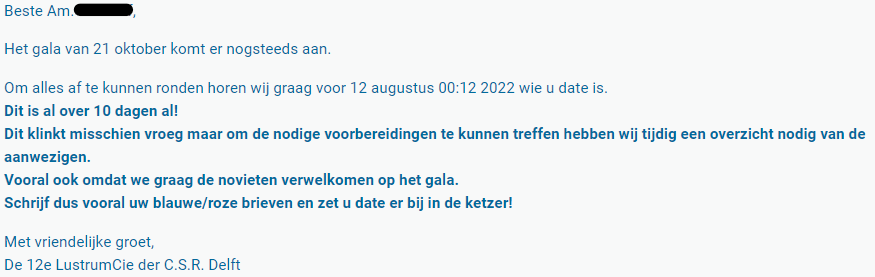 Beste Am.
Het gala van 21 oktober komt er nogsteeds aan.
Om alles af te kunnen ronden horen wij graag voor 12 augustus 00:12 2022 wie u date is.
Dit is al over 10 dagen al!
Dit klinkt misschien vroeg maar om de nodige voorbereidingen te kunnen treffen hebben wij tijdig een overzicht nodig van de
aanwezigen.
Vooral ook omdat we graag de novieten verwelkomen op het gala.
Schrijf dus vooral uw blauwe/roze brieven en zet u date er bij in de ketzer!
Met vriendelijke groet,
De 12e LustrumCie der C.S.R. Delft